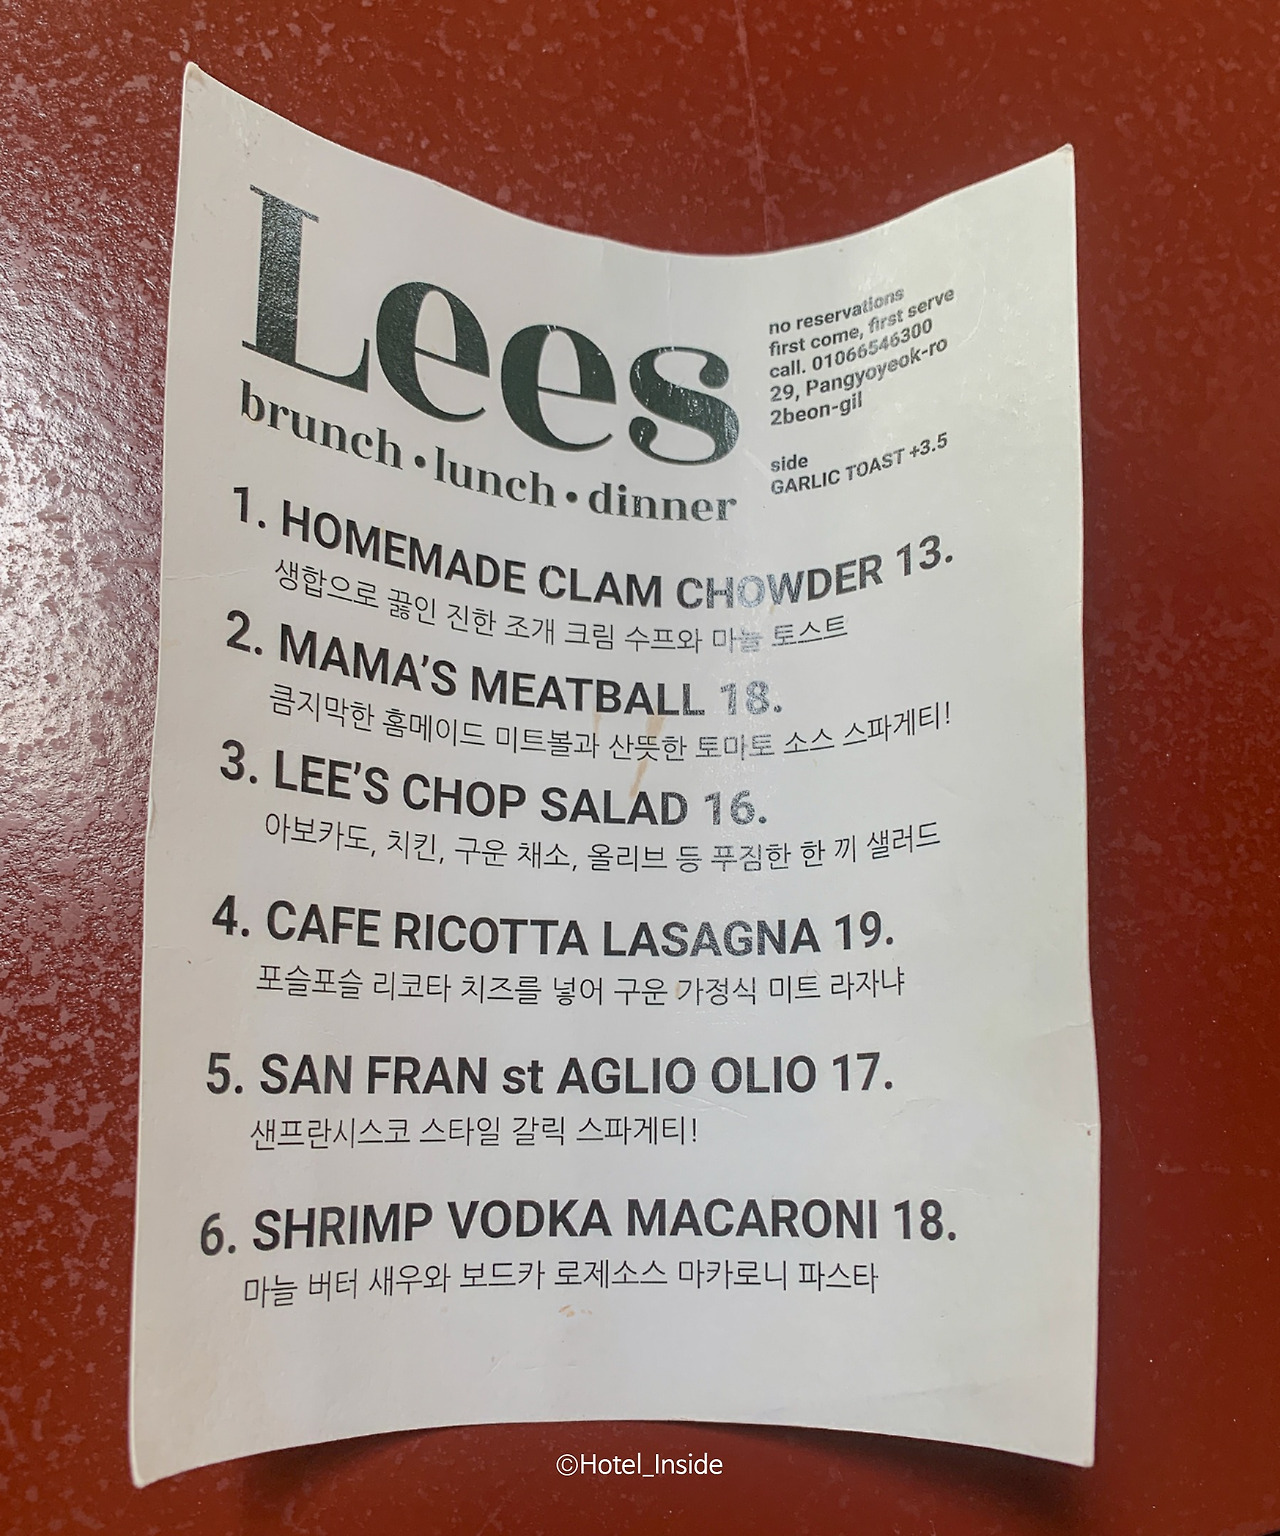 Lees
brunch • lunch • dinner
no reservations
first come, first serve
call. 01066546300
29, Pangyoyeok-ro
2beon-gil
side
GARLIC TOAST +3.5
1. HOMEMADE CLAM CHOWDER 13.
생합으로 끓인 진한 조개 크림 수프와 마늘 토스트
2. MAMA'S MEATBALL 18.
큼지막한 홈메이드 미트볼과 산뜻한 토마토 소스 스파게티!
3. LEE'S CHOP SALAD 16.
아보카도, 치킨, 구운 채소, 올리브 등 푸짐한 한 끼 샐러드
4. CAFE RICOTTA LASAGNA 19.
포슬포슬 리코타 치즈를 넣어 구운 가정식 미트 라자냐
5. SAN FRAN st AGLIO OLIO 17.
샌프란시스코 스타일 갈릭 스파게티!
6. SHRIMP VODKA MACARONI 18.
마늘 버터 새우와 보드카 로제소스 마카로니 파스타
©Hotel_Inside